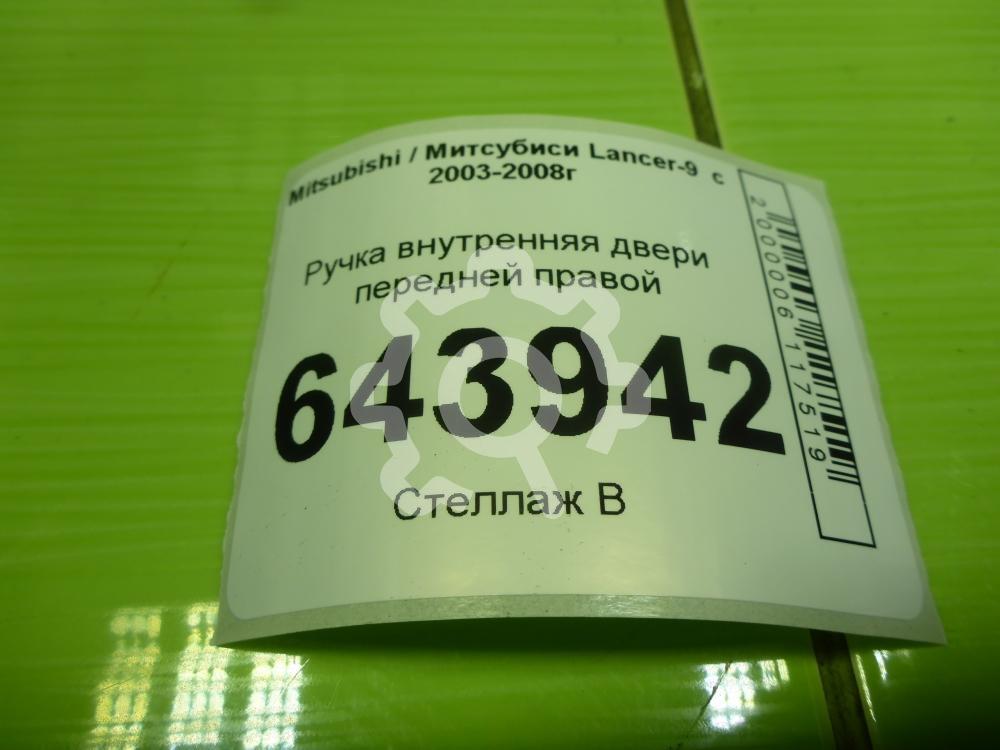 Mitsubishi / Митсубиси Lancer-9 с
2003-2008г
Ручка внутренняя двери
передней правой
643942
Стеллаж В
2000006117519